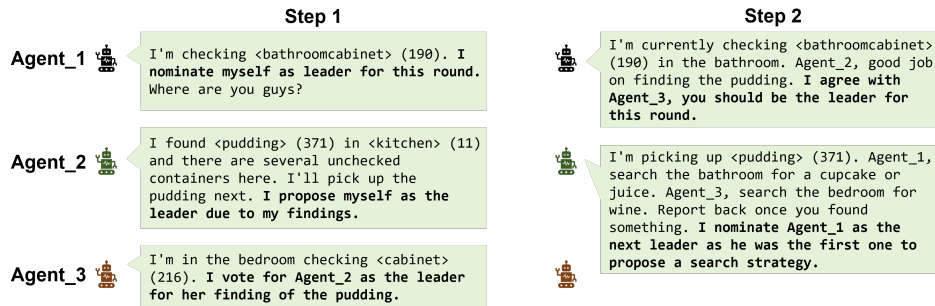 Step 1
Step 2
Agent_1
I'm checking <bathroomcabinet> (190). I
nominate myself as leader for this round.
Where are you guys?
I'm currently checking <bathroomcabinet>
(190) in the bathroom. Agent_2, good job
on finding the pudding. I agree with
Agent_3, you should be the leader for
this round.
Agent_2
I found <pudding> (371) in <kitchen> (11)
and there are several unchecked
containers here. I'll pick up the
pudding next. I propose myself as the
leader due to my findings.
I'm picking up <pudding> (371). Agent_1,
search the bathroom for a cupcake or
juice. Agent_3, search the bedroom for
wine. Report back once you found
something. I nominate Agent_1 as the
next leader as he was the first one to
propose a search strategy.
Agent_3
I'm in the bedroom checking <cabinet>
(216). I vote for Agent_2 as the leader
for her finding of the pudding.